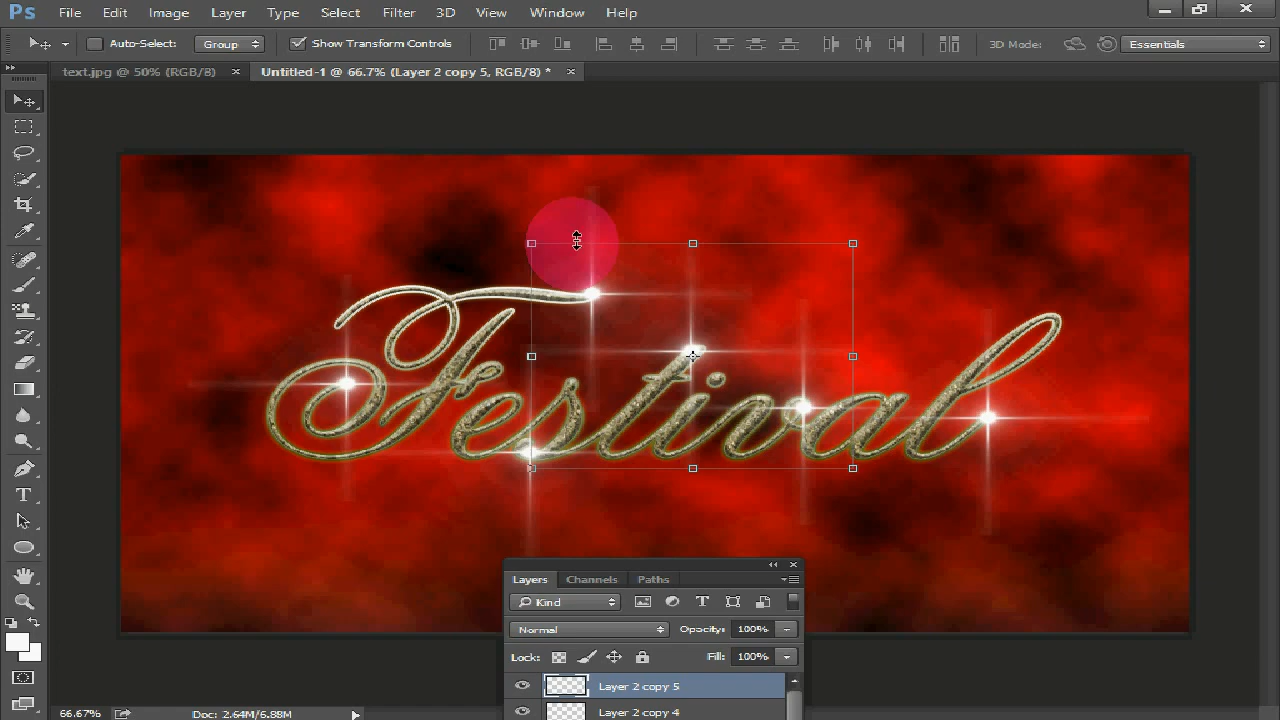 Ps File Edit Image Layer Type Select Filter 3D View Window Help
Auto-Select: Group Show Transform Controls 3D Mode: Essentials
text.jpg @ 50% (RGB/8) × Untitled-1 @ 66.7% (Layer 2 copy 5, RGB/8) * ×
Festival
Layers Channels Paths
Kind
Normal Opacity: 100%
Lock: Fill: 100%
Layer 2 copy 5
Layer 2 copy 4
66.67% Doc: 2.64M/6.88M